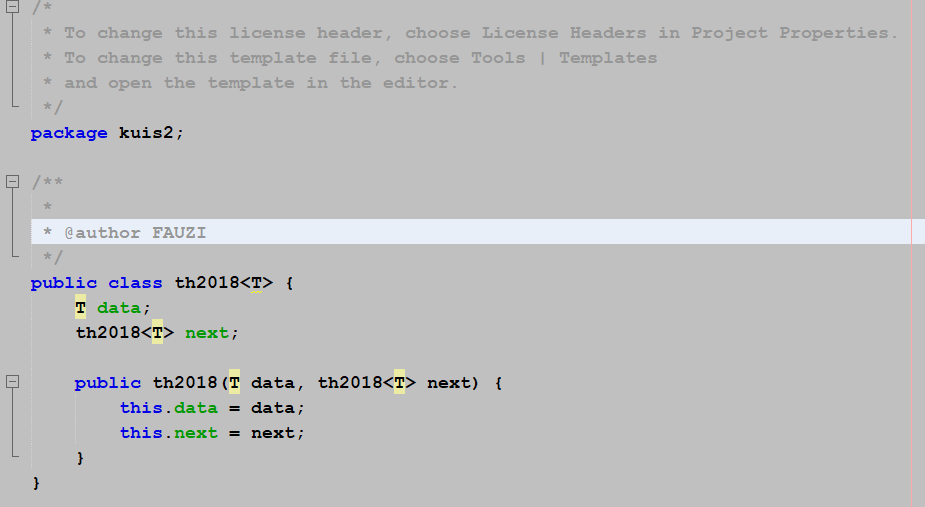 /*
 * To change this license header, choose License Headers in Project Properties.
 * To change this template file, choose Tools | Templates
 * and open the template in the editor.
 */
package kuis2;

/**
 *
 * @author FAUZI
 */
public class th2018<T> {
    T data;
    th2018<T> next;

    public th2018(T data, th2018<T> next) {
        this.data = data;
        this.next = next;
    }
}